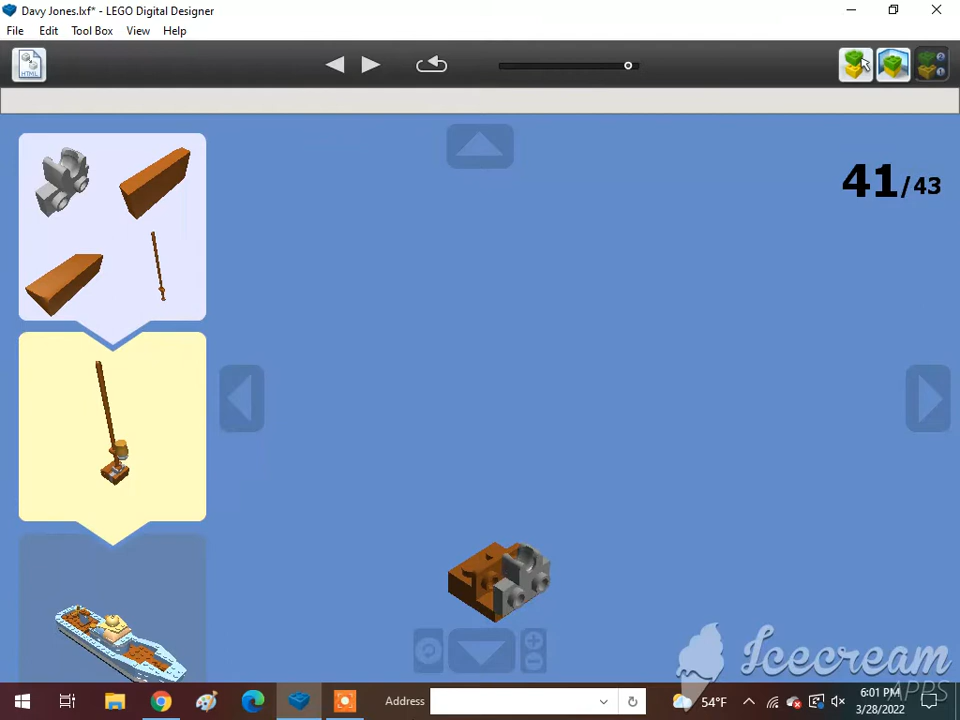 Davy Jones.lxf* - LEGO Digital Designer
File Edit Tool Box View Help
HTML
41/43
Icecream
APPS
Address
54°F
6:01 PM
3/28/2022